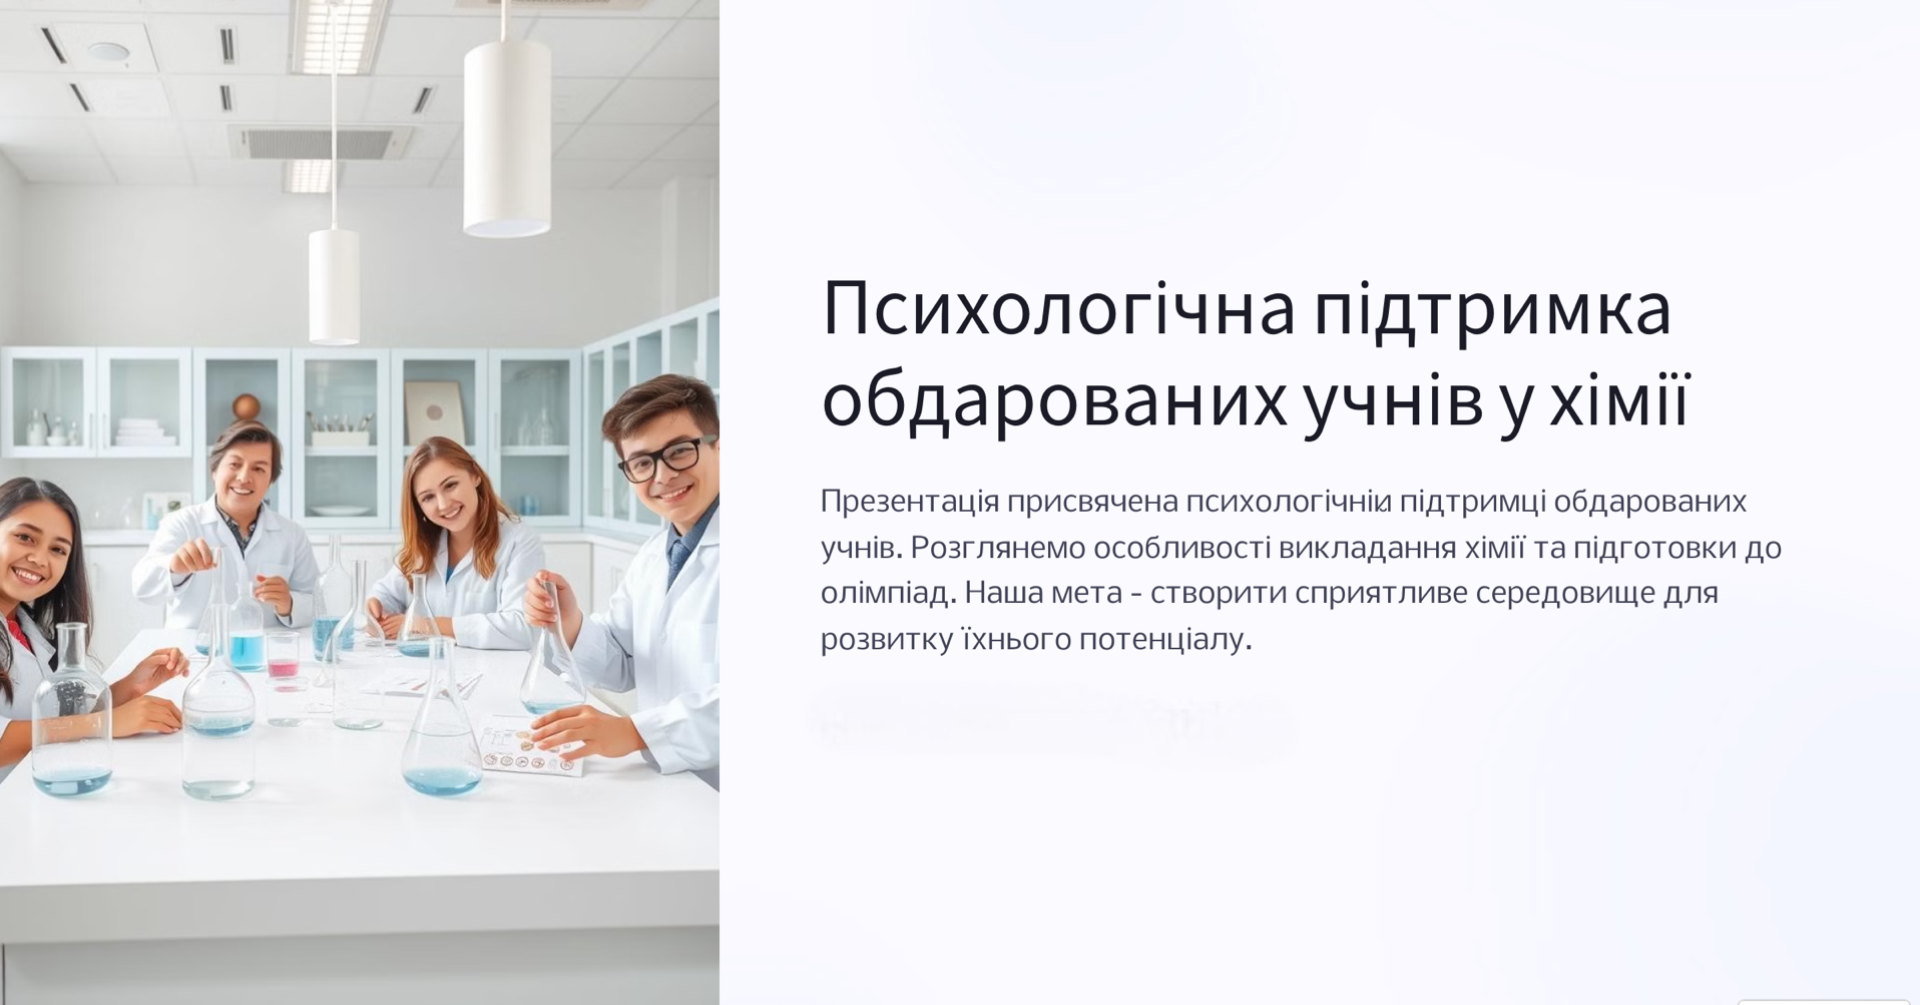 Психологічна підтримка
обдарованих учнів у хімії
Презентація присвячена психологічніи підтримці обдарованих
учнів. Розглянемо особливості викладання хімії та підготовки до
олімпіад. Наша мета - створити сприятливе середовище для
розвитку їхнього потенціалу.